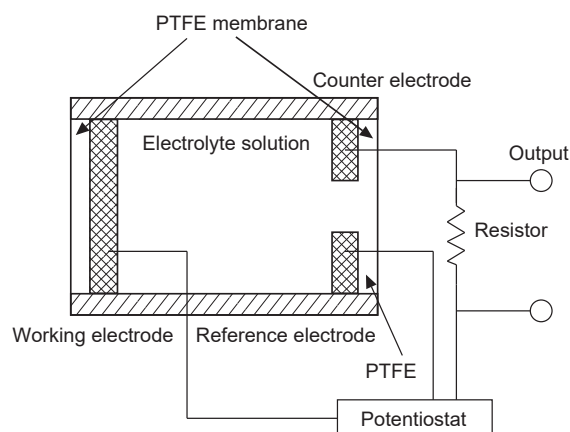 PTFE membrane
Counter electrode
Electrolyte solution
Output
Resistor
Working electrode
Reference electrode
PTFE
Potentiostat